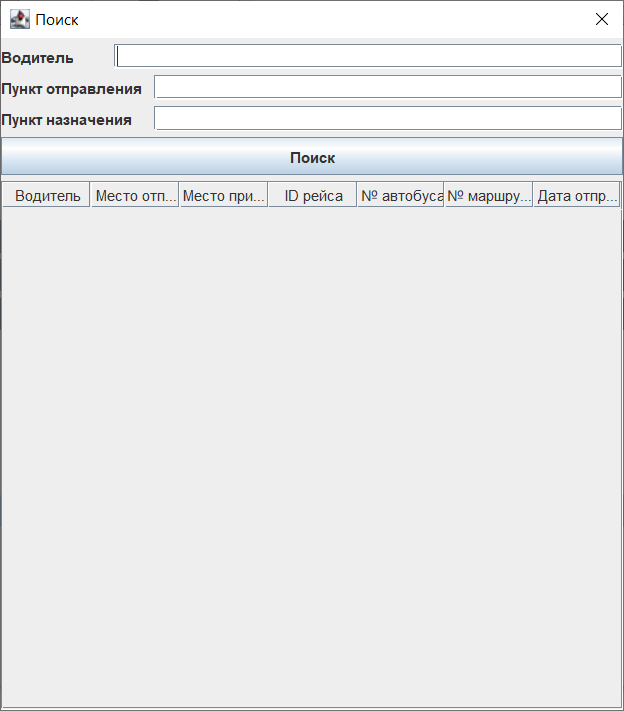 Поиск
Водитель
Пункт отправления
Пункт назначения
Поиск
Водитель Место отп... Место при... ID рейса № автобуса № маршру... Дата отпр...